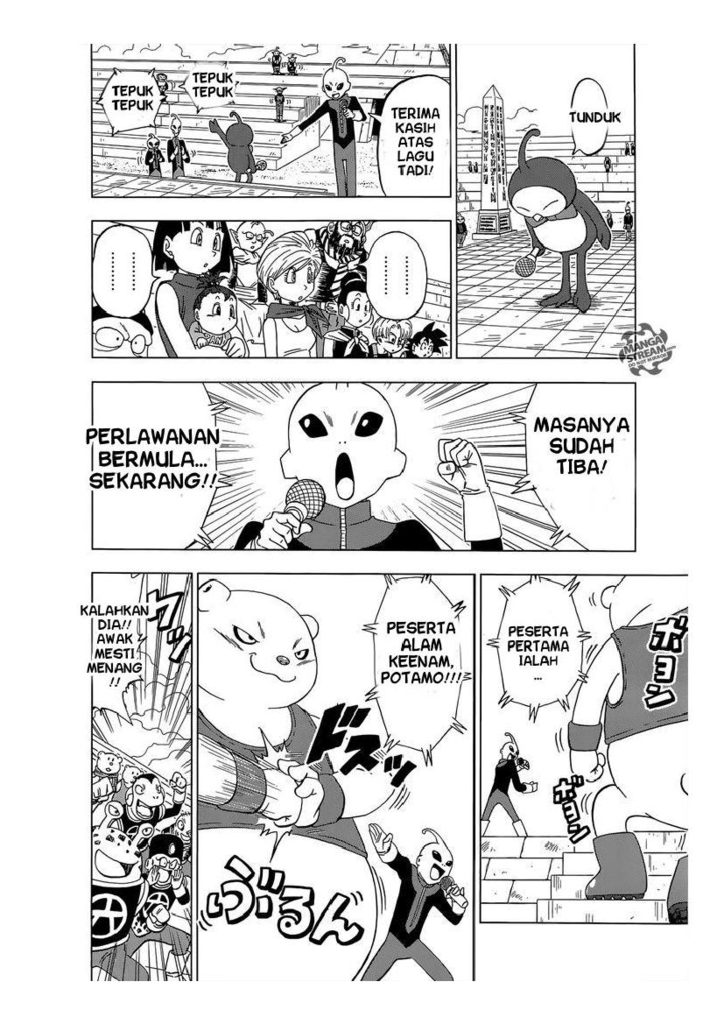 TUNDUK
TERIMA
KASIH
ATAS
LAGU
TADI!
TEPUK
TEPUK
TEPUK
TEPUK
......
......
MANGA
STREAM
MASANYA
SUDAH
TIBA!
PERLAWANAN
BERMULA...
SEKARANG!!
PESERTA
PERTAMA
IALAH
...
ボヨン
ボヨン
PESERTA
ALAM
KEENAM,
POTAMO!!!
ドスッ
ぶるん
KALAHKAN
DIA!!
AWAK
MESTI
MENANG
!!